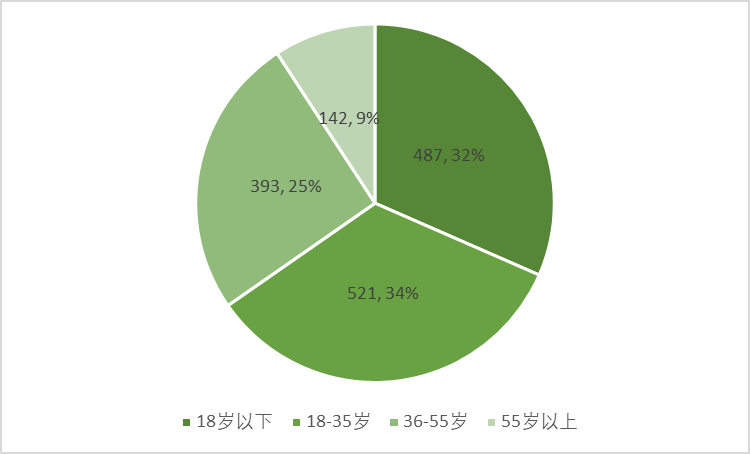 142, 9%
487, 32%
393, 25%
521, 34%
18岁以下 18-35岁 36-55岁 55岁以上